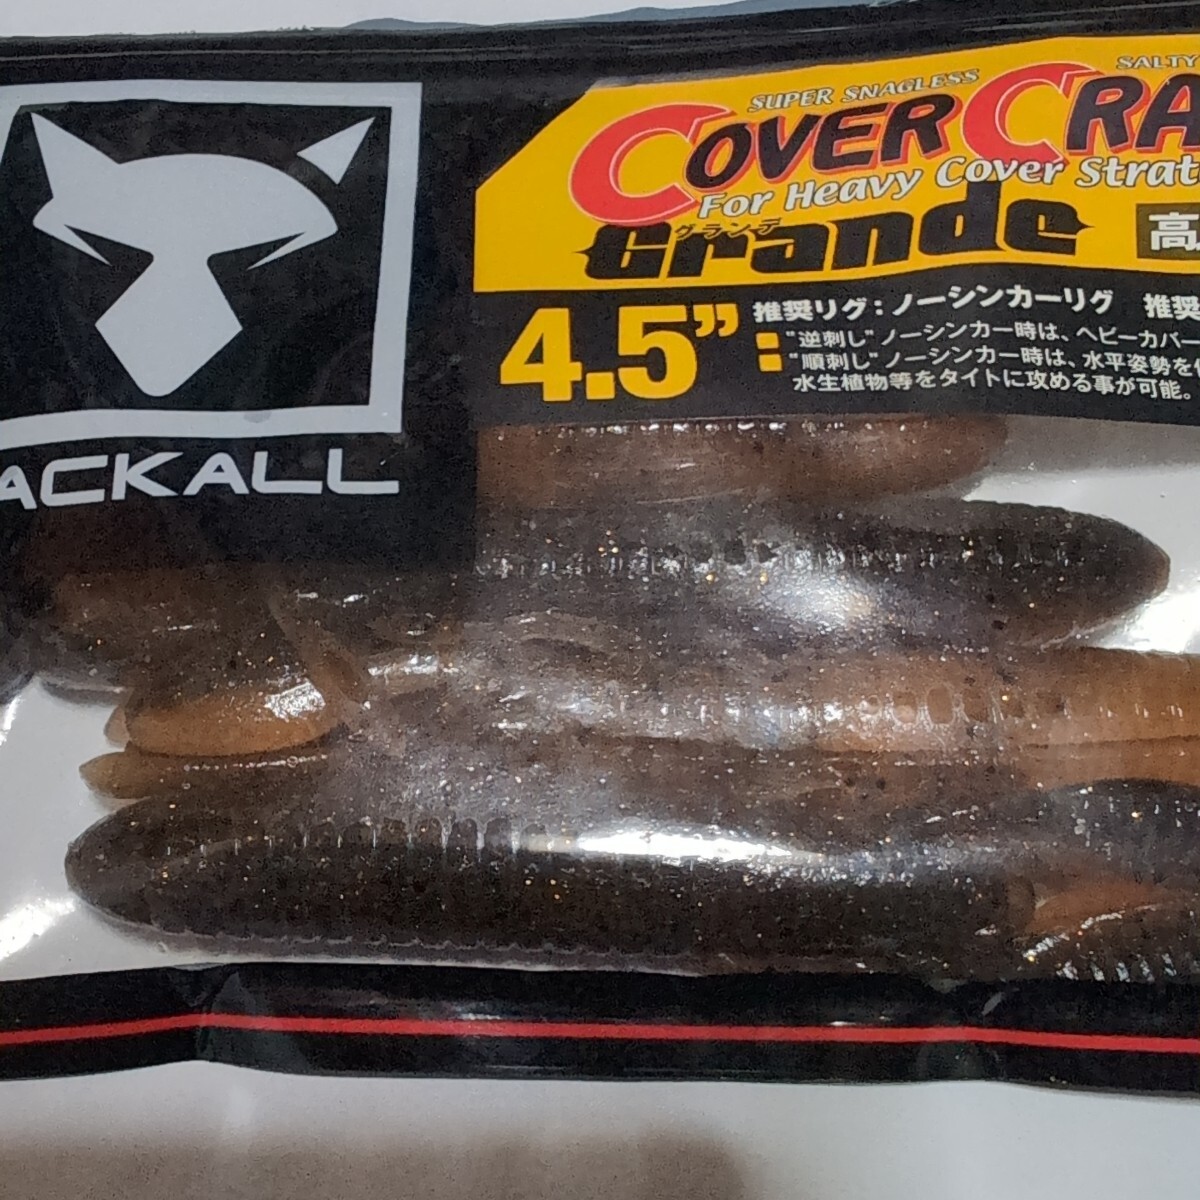 SUPER SNAGLESS
SALTY
COVER CRA
For Heavy Cover Strat
グランデ
Grande
高
4.5":
推奨リグ:ノーシンカーリグ 推奨
"逆刺し"ノーシンカー時は、ヘビーカバー
"順刺し"ノーシンカー時は、水平姿勢を
水生植物等をタイトに攻める事が可能。
ACKALL